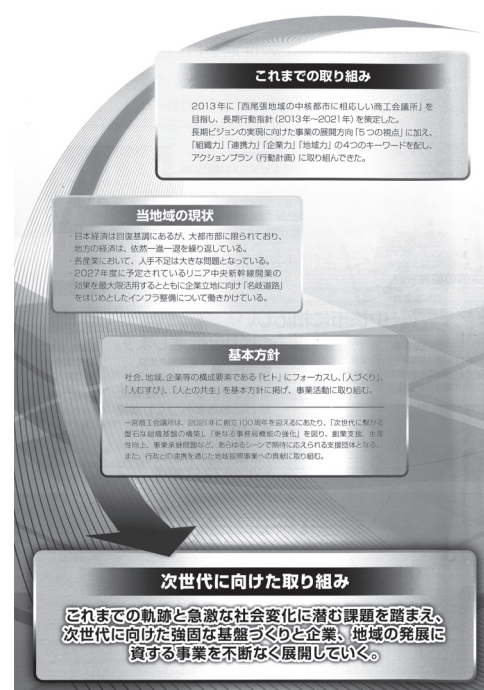 これまでの取り組み
2013年に「西尾張地域の中核都市に相応しい商工会議所」を
目指し、長期行動指針(2013年~2021年)を策定した。
長期ビジョンの実現に向けた事業の展開方向「5つの視点」に加え、
「組織力」「連携力」「企業力」「地域力」の4つのキーワードを配し、
アクションプラン(行動計画)に取り組んできた。
当地域の現状
・日本経済は回復基調にあるが、大都市部に限られており、
地方の経済は、依然一進一退を繰り返している。
・各産業において、人手不足は大きな問題となっている。
・2027年度に予定されているリニア中央新幹線開業の
効果を最大限活用するとともに企業立地に向け「名岐道路」
をはじめとしたインフラ整備について働きかけている。
基本方針
社会、地域、企業等の構成要素である「ヒト」にフォーカスし、「人づくり」、
「人むすび」、「人との共生」を基本方針に掲げ、事業活動に取り組む。
一宮商工会議所は、2021年に創立100周年を迎えるにあたり、「次世代に繋がる
盤石な組織基盤の構築」、「更なる事務局機能の強化」を図り、創業支援、生産
性向上、事業承継問題など、あらゆるシーンで期待に応えられる支援団体となる。
また、行政との連携を通じた地域振興事業への貢献に取り組む。
次世代に向けた取り組み
これまでの軌跡と急激な社会変化に潜む課題を踏まえ、
次世代に向けた強固な基盤づくりと企業、地域の発展に
資する事業を不断なく展開していく。